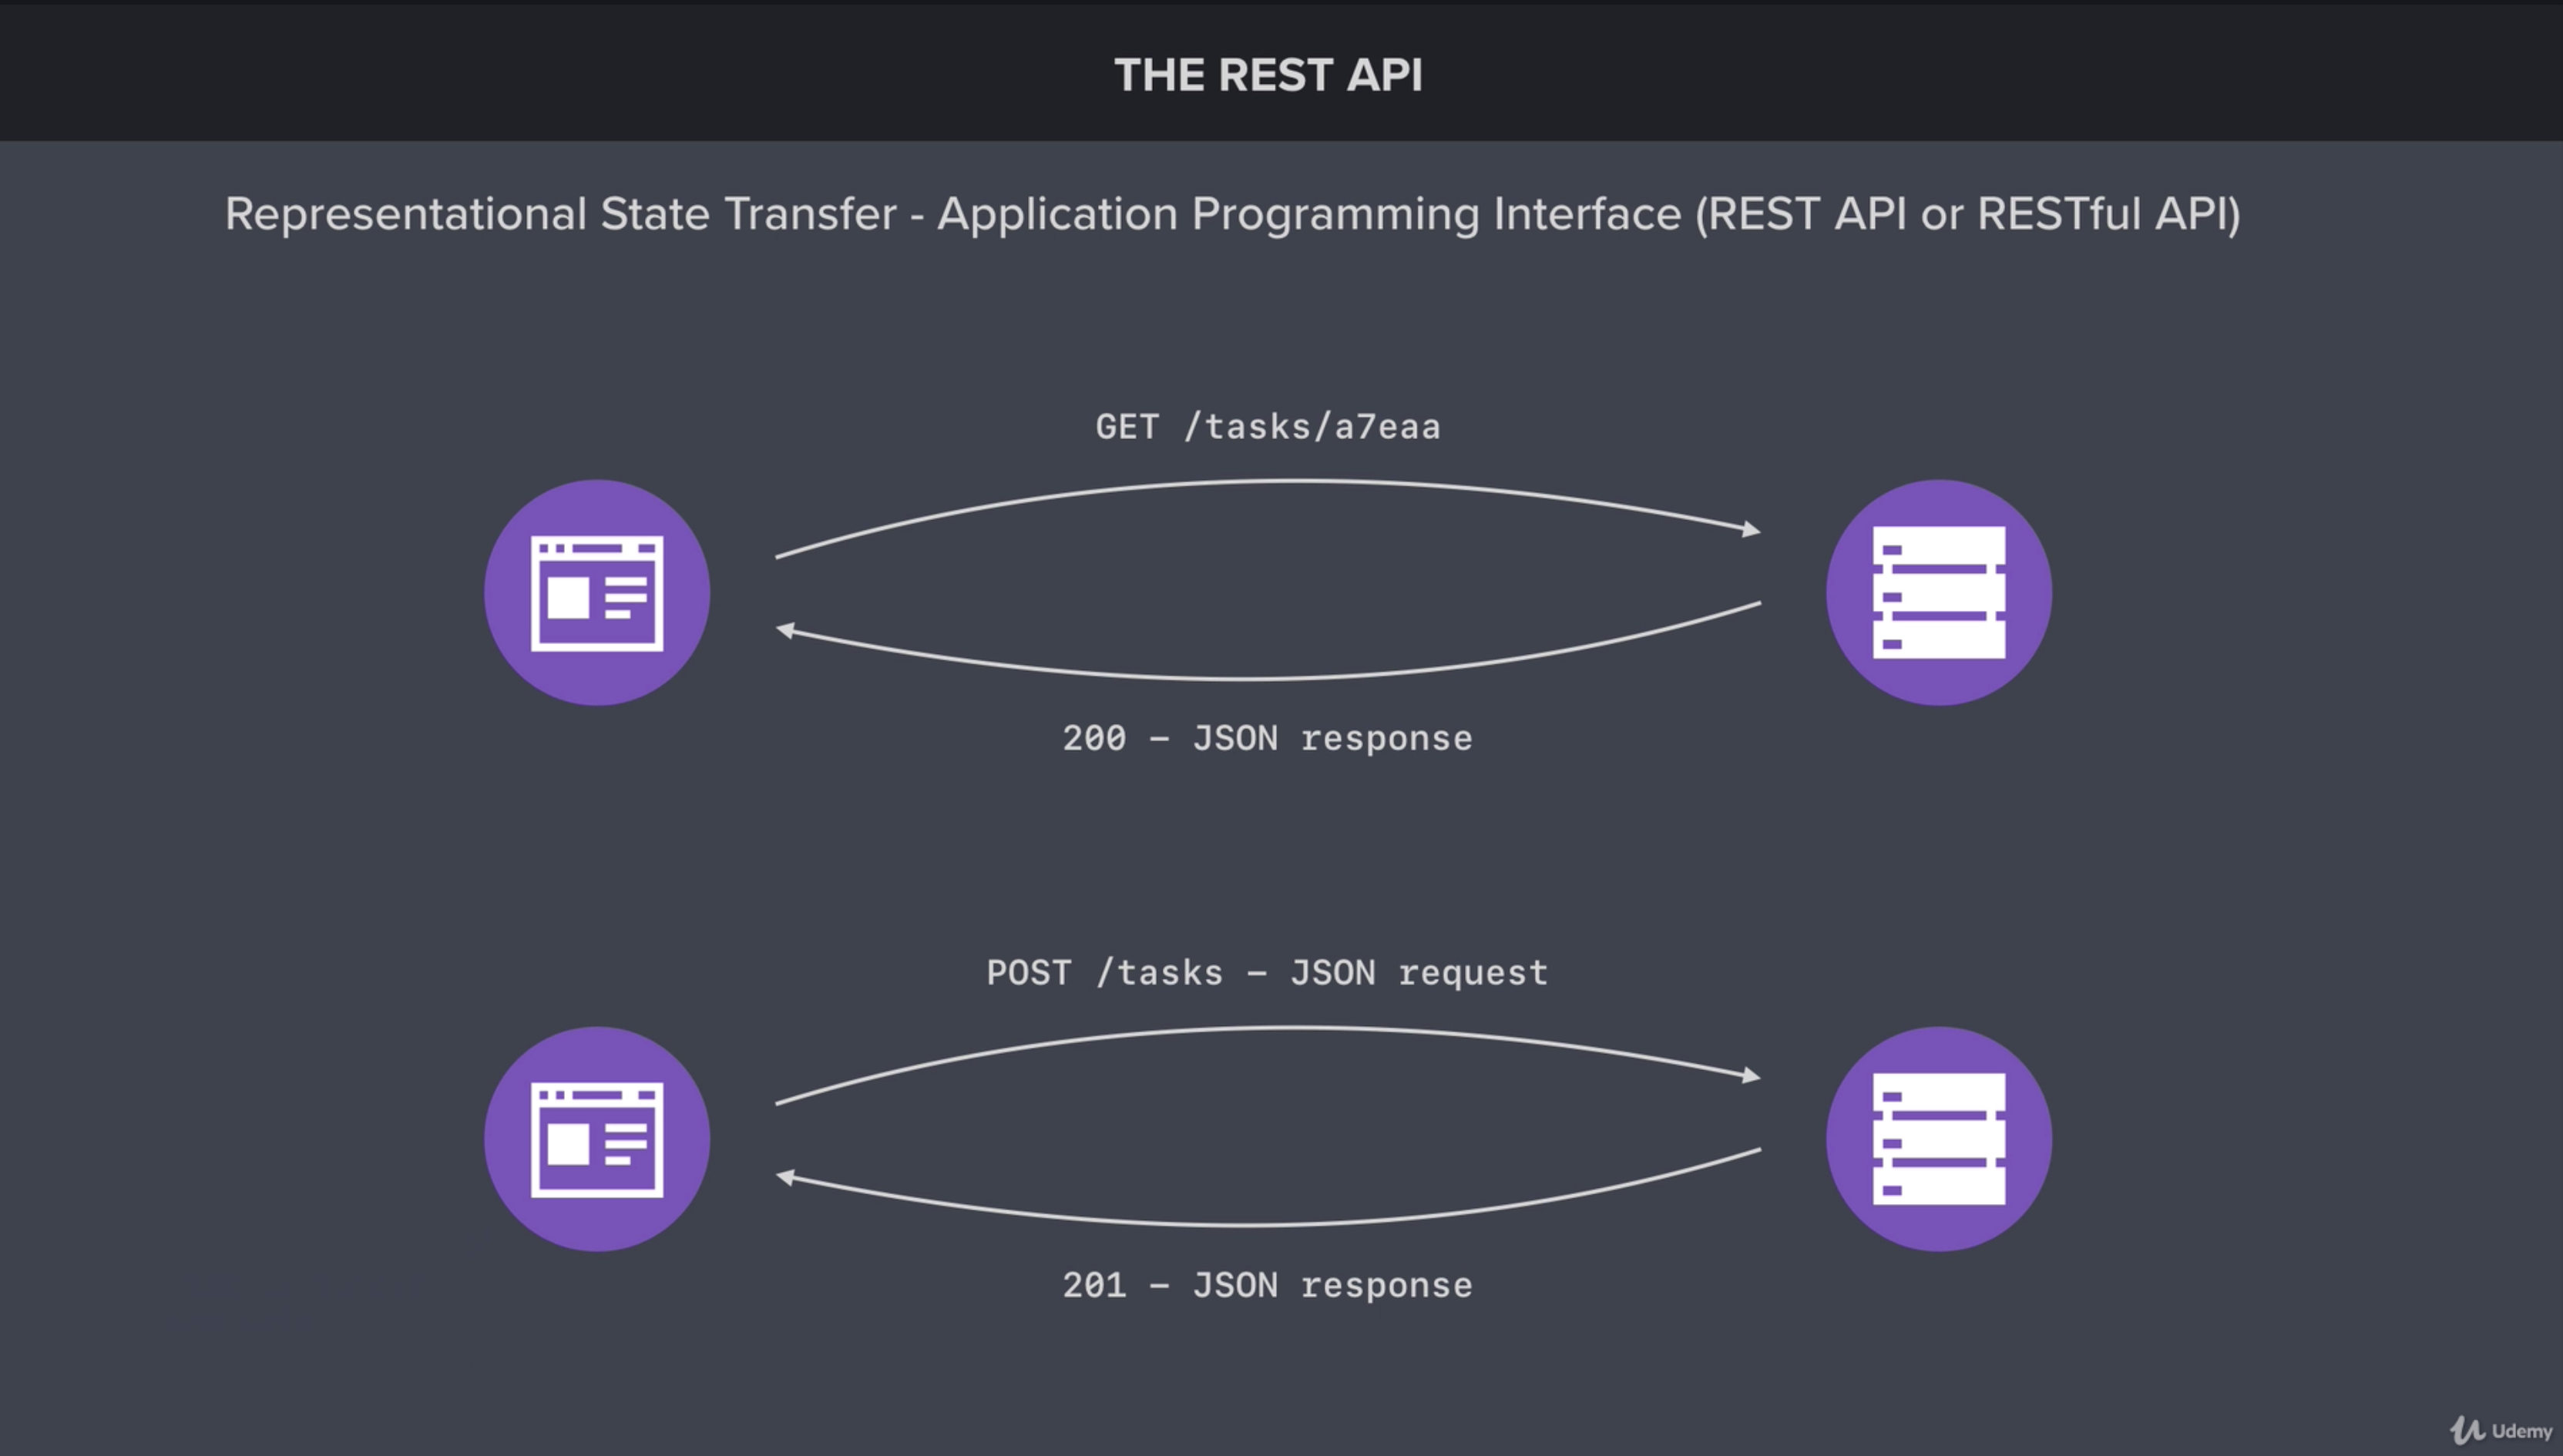 THE REST API
Representational State Transfer - Application Programming Interface (REST API or RESTful API)
GET /tasks/a7eaa
200 – JSON response
POST /tasks – JSON request
201 – JSON response
Udemy